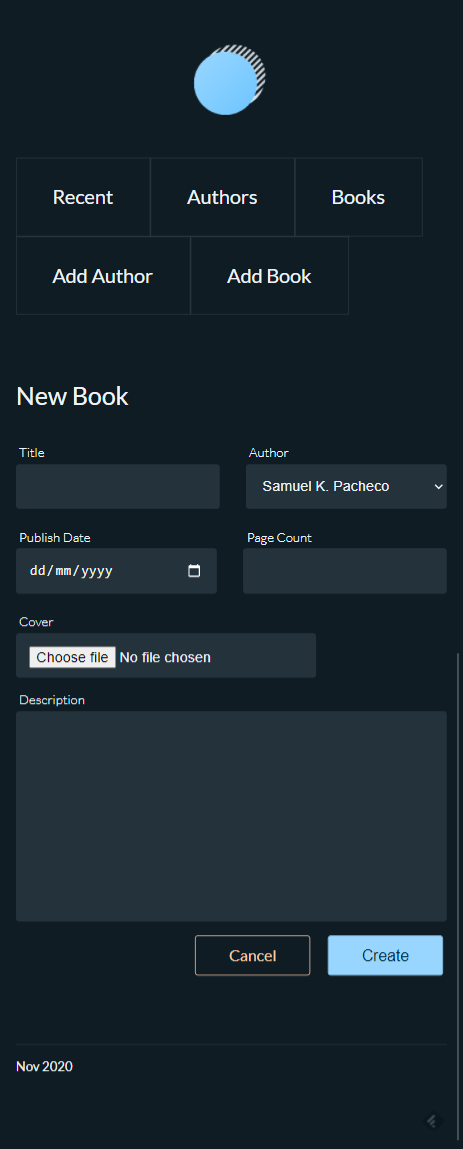 Recent Authors Books
Add Author Add Book
New Book
Title Author
Samuel K. Pacheco
Publish Date Page Count
dd/mm/yyyy
Cover
Choose file No file chosen
Description
Cancel Create
Nov 2020